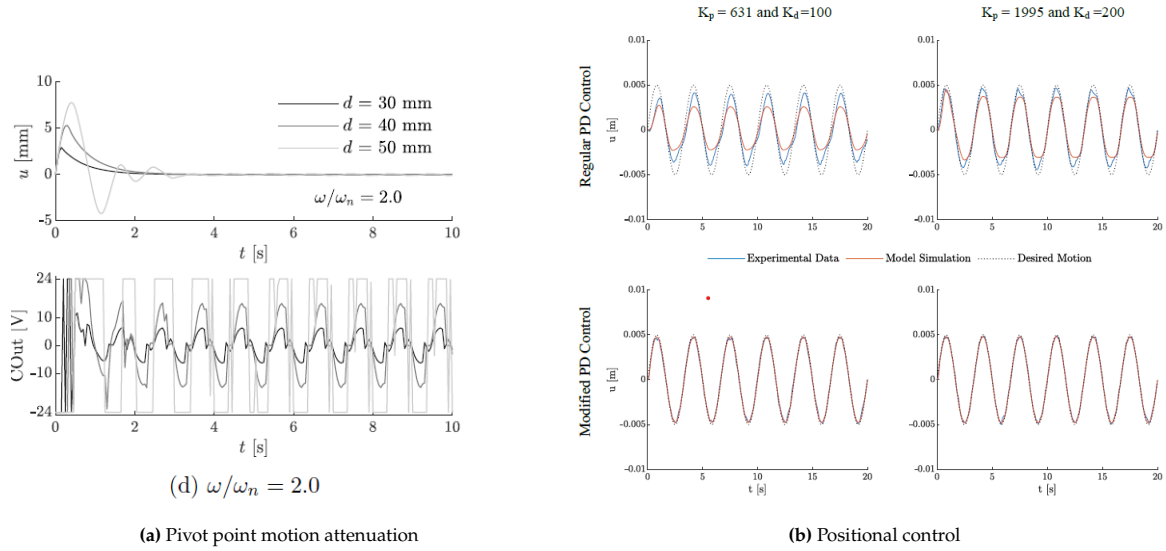 10
5
0
-5
u [mm]
d = 30 mm
d = 40 mm
d = 50 mm
ω/ωn = 2.0
0 2 4 6 8 10
t [s]
24
10
0
-10
-24
COut [V]
0 2 4 6 8 10
t [s]
(d) ω/ωn = 2.0
(a) Pivot point motion attenuation
Kp = 631 and Kd =100
Kp = 1995 and Kd =200
Regular PD Control
u [m]
0.01
0.005
0
-0.005
-0.01
0 5 10 15 20
0.01
0.005
0
-0.005
-0.01
0 5 10 15 20
Experimental Data Model Simulation Desired Motion
Modified PD Control
u [m]
0.01
0.005
0
-0.005
-0.01
0 5 10 15 20
t [s]
0.01
0.005
0
-0.005
-0.01
0 5 10 15 20
t [s]
(b) Positional control